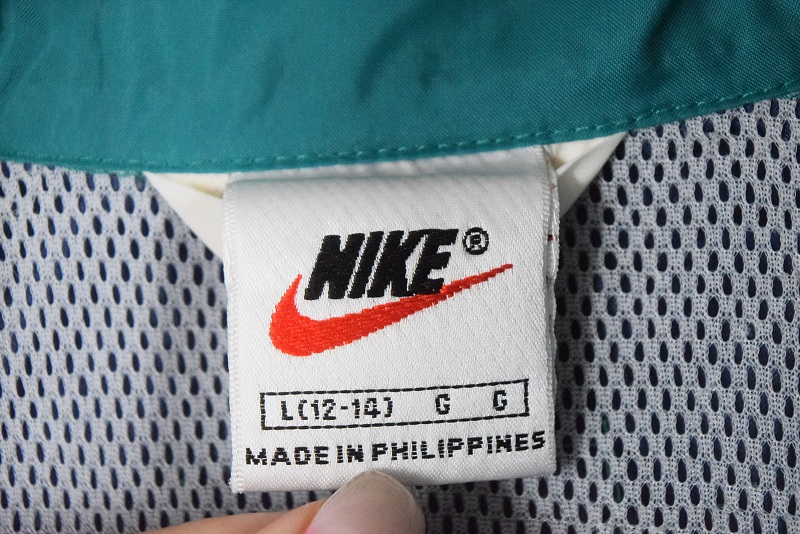 NIKE®
L(12-14) G G
MADE IN PHILIPPINES